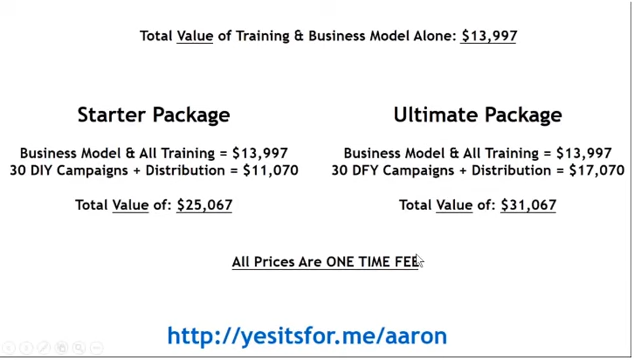 Total Value of Training & Business Model Alone: $13,997
Starter Package
Business Model & All Training = $13,997
30 DIY Campaigns + Distribution = $11,070
Total Value of: $25,067
Ultimate Package
Business Model & All Training = $13,997
30 DFY Campaigns + Distribution = $17,070
Total Value of: $31,067
All Prices Are ONE TIME FEE
http://yesitsfor.me/aaron